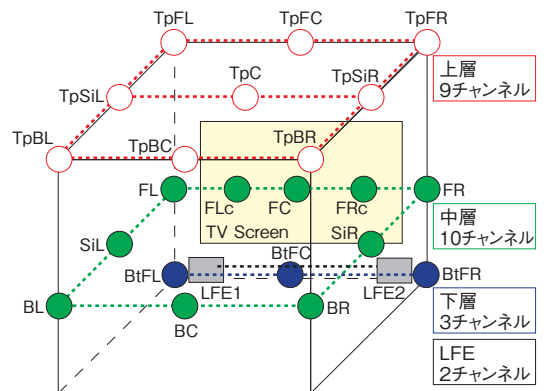 TpFL TpFC TpFR
TpSiL TpC TpSiR
上層
9チャンネル
TpBL TpBC TpBR
FL FLc FC FRc FR
TV Screen
中層
10チャンネル
SiL SiR
BtFL BtFC BtFR
LFE1 LFE2
下層
3チャンネル
BL BC BR
LFE
2チャンネル